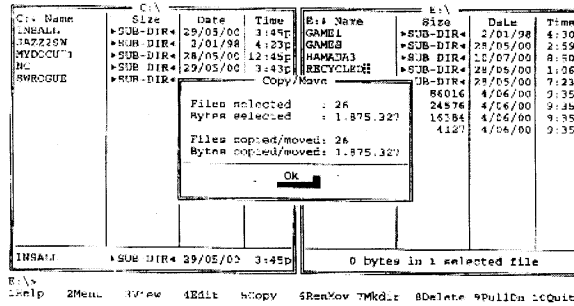 C:\ E:\
C:↓ Name Size Date Time E:↓ Name Size Date Time
INSALL ►SUB-DIR◄ 29/05/00 3:45p GAME1 ►SUB-DIR◄ 2/01/98 4:30
JAZZ2SW ►SUB-DIR◄ 2/01/98 4:23p GAMES ►SUB-DIR◄ 28/05/00 2:59
MYDOCU~1 ►SUB-DIR◄ 28/05/00 12:45p HAMADA3 ►SUB-DIR◄ 10/07/00 8:50
NC ►SUB-DIR◄ 29/05/00 3:43p RECYCLED ►SUB-DIR◄ 28/05/00 1:06
SWROGUE ►SUB-DIR◄ UB-DIR◄ 28/05/00 7:23
Copy/Move
86016 4/06/00 9:35
Files selected : 26 24576 4/06/00 9:35
Bytes selected : 1.875.327 16384 4/06/00 9:35
4127 4/06/00 9:35
Files copied/moved: 26
Bytes copied/moved: 1.875.327
Ok
INSALL ►SUB-DIR◄ 29/05/00 3:45p 0 bytes in 1 selected file
E:\>
1Help 2Menu 3View 4Edit 5Copy 6RenMov 7Mkdir 8Delete 9PullDn 10Quit